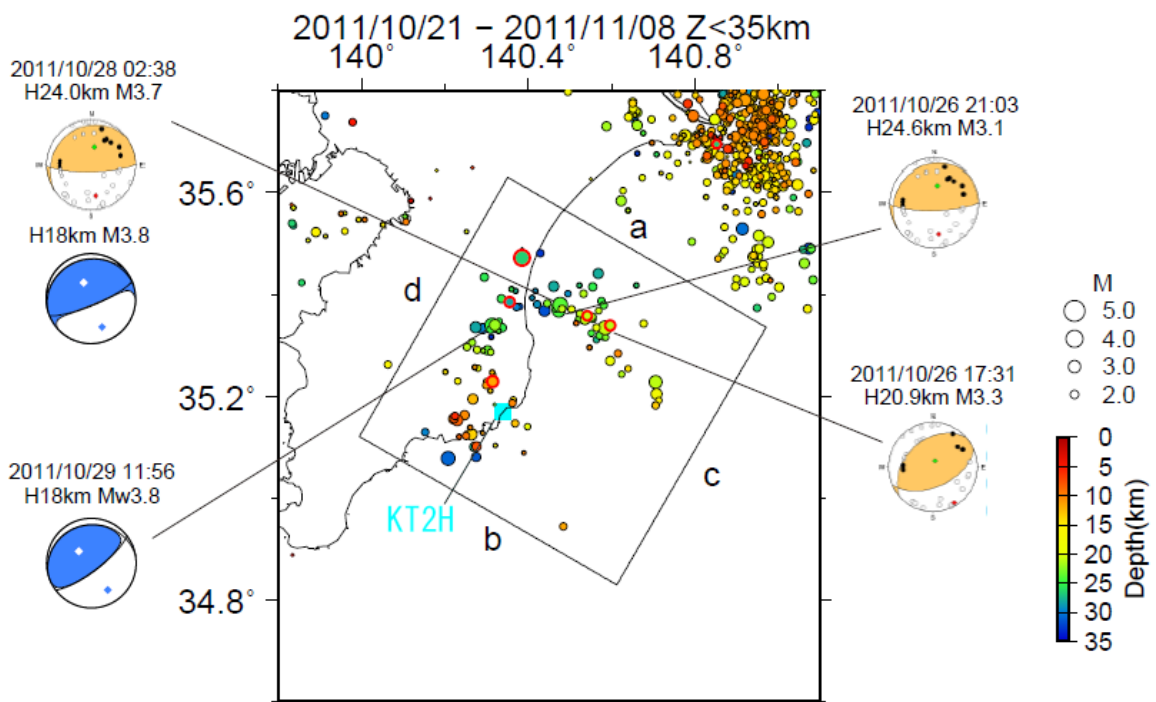 2011/10/21 – 2011/11/08 Z<35km
140° 140.4° 140.8°
2011/10/28 02:38
H24.0km M3.7
N
W E
S
H18km M3.8
2011/10/29 11:56
H18km Mw3.8
35.6°
35.2°
34.8°
a
d
c
b
KT2H
2011/10/26 21:03
H24.6km M3.1
N
W E
S
M
5.0
4.0
3.0
2.0
2011/10/26 17:31
H20.9km M3.3
N
W E
S
0
5
10
15
20
25
30
35
Depth(km)